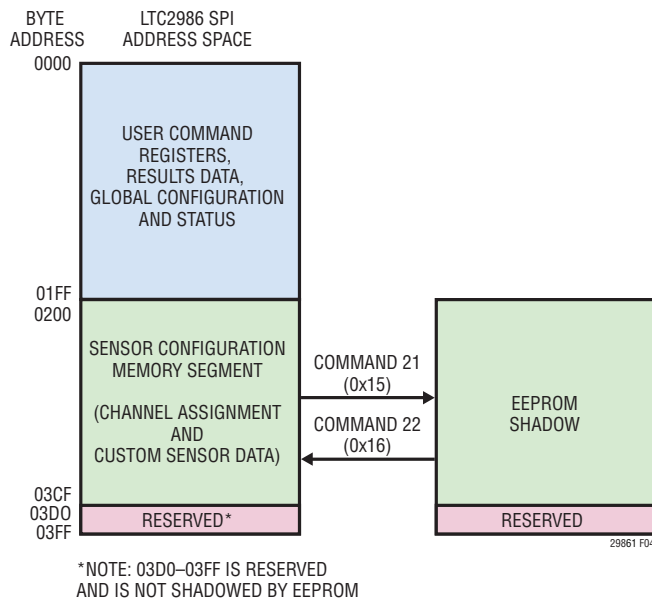 BYTE
ADDRESS
LTC2986 SPI
ADDRESS SPACE
0000
USER COMMAND
REGISTERS,
RESULTS DATA,
GLOBAL CONFIGURATION
AND STATUS
01FF
0200
SENSOR CONFIGURATION
MEMORY SEGMENT
(CHANNEL ASSIGNMENT
AND
CUSTOM SENSOR DATA)
COMMAND 21
(0x15)
COMMAND 22
(0x16)
EEPROM
SHADOW
03CF
03D0
03FF
RESERVED*
RESERVED
29861 F04
*NOTE: 03D0–03FF IS RESERVED
AND IS NOT SHADOWED BY EEPROM